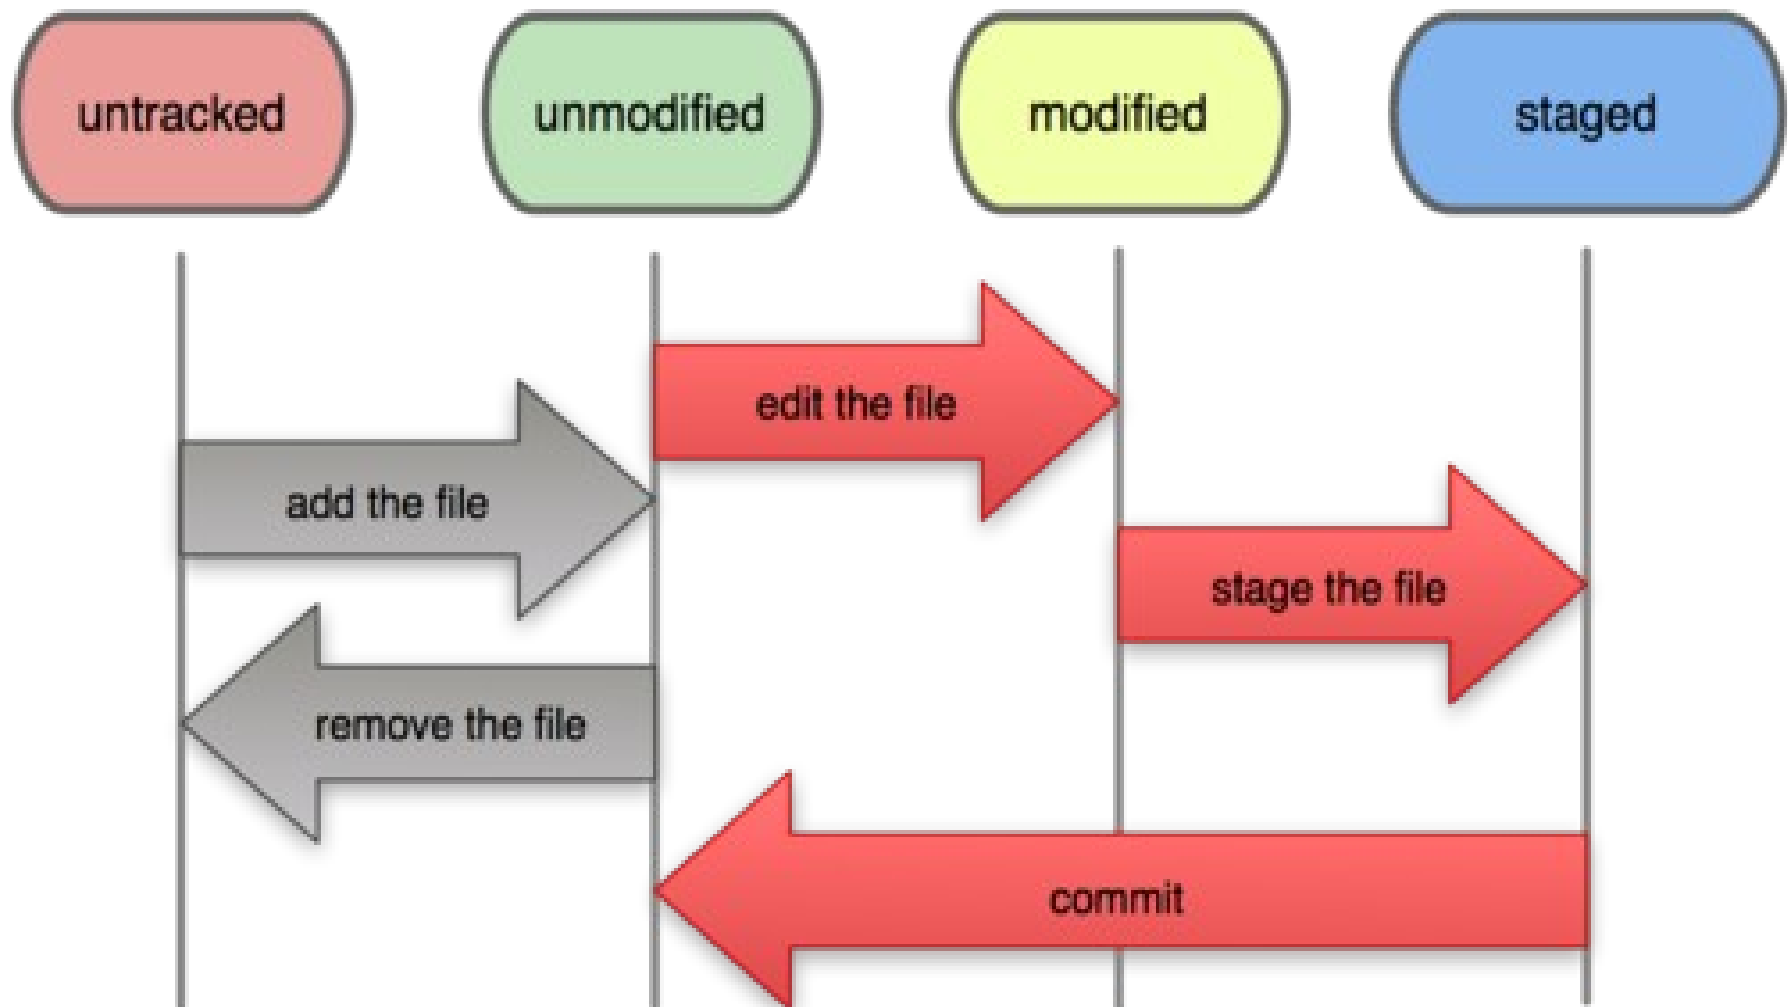 untracked
unmodified
modified
staged
edit the file
add the file
stage the file
remove the file
commit